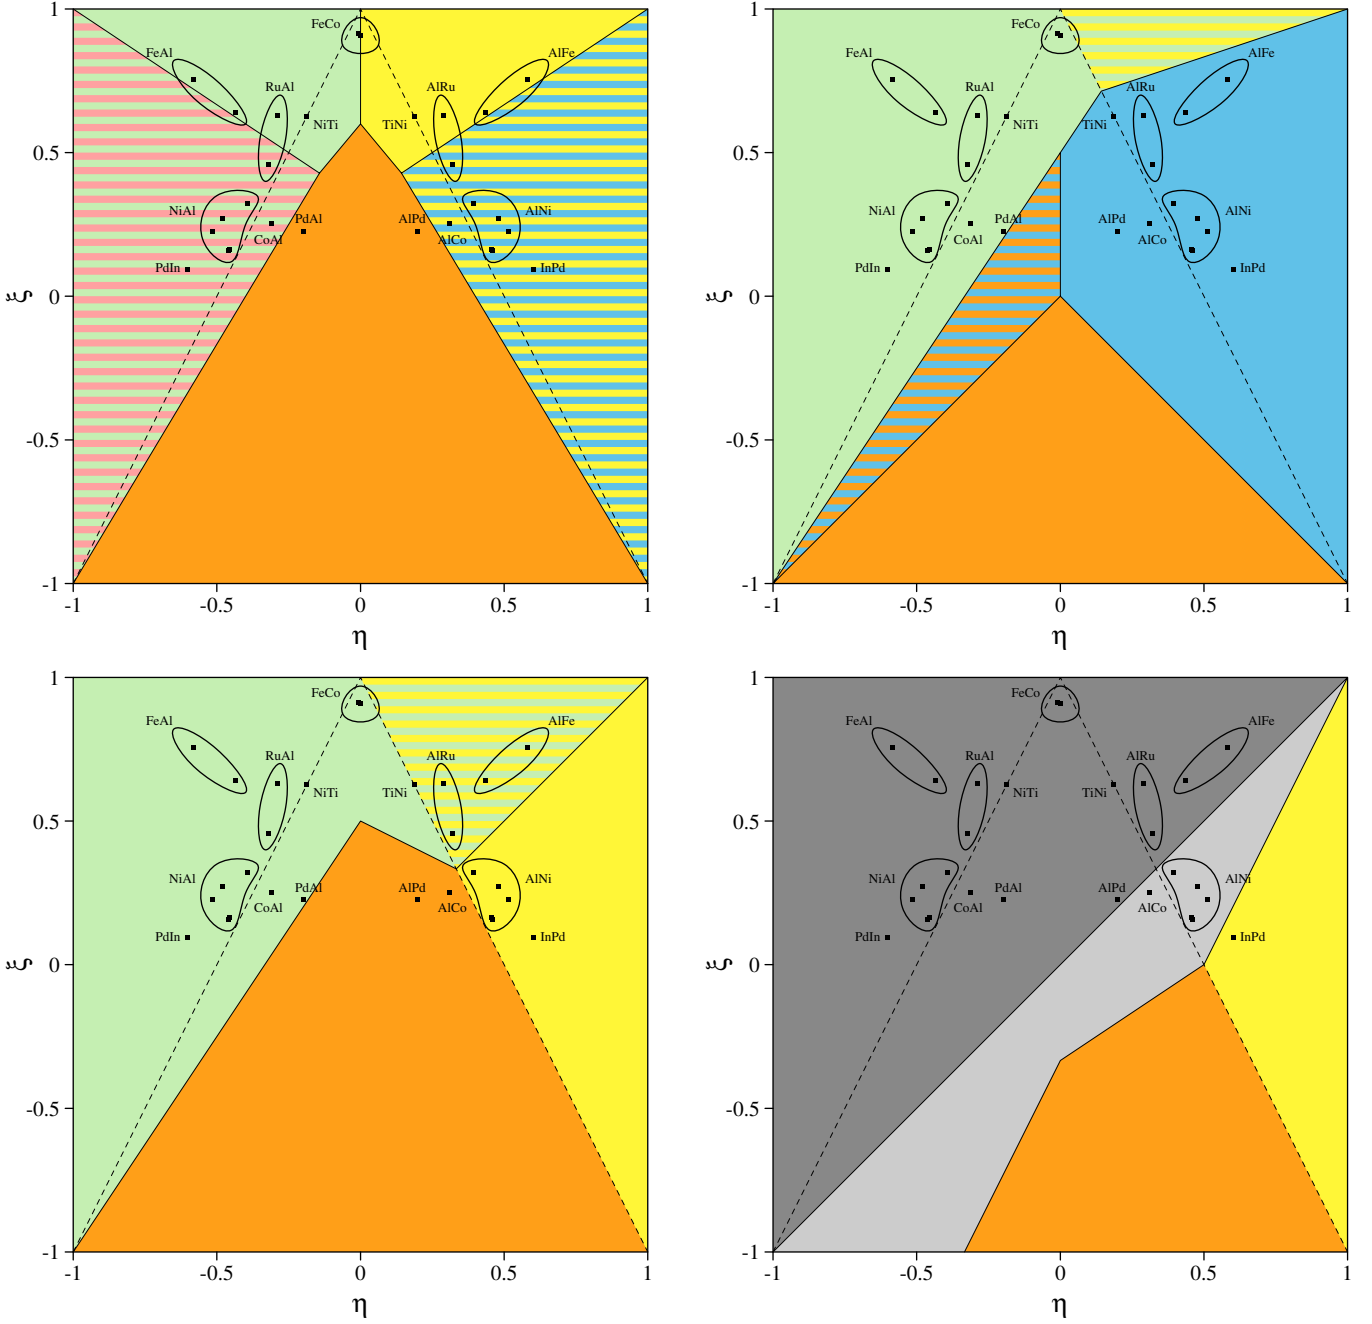 1
0.5
0
-0.5
-1
ξ
-1
-0.5
0
0.5
1
η
FeCo
FeAl
AlFe
RuAl
AlRu
NiTi
TiNi
NiAl
PdAl
AlPd
AlNi
CoAl
AlCo
PdIn
InPd
1
0.5
0
-0.5
-1
ξ
-1
-0.5
0
0.5
1
η
FeCo
FeAl
AlFe
RuAl
AlRu
NiTi
TiNi
NiAl
PdAl
AlPd
AlNi
CoAl
AlCo
PdIn
InPd
1
0.5
0
-0.5
-1
ξ
-1
-0.5
0
0.5
1
η
FeCo
FeAl
AlFe
RuAl
AlRu
NiTi
TiNi
NiAl
PdAl
AlPd
AlNi
CoAl
AlCo
PdIn
InPd
1
0.5
0
-0.5
-1
ξ
-1
-0.5
0
0.5
1
η
FeCo
FeAl
AlFe
RuAl
AlRu
NiTi
TiNi
NiAl
PdAl
AlPd
AlNi
CoAl
AlCo
PdIn
InPd